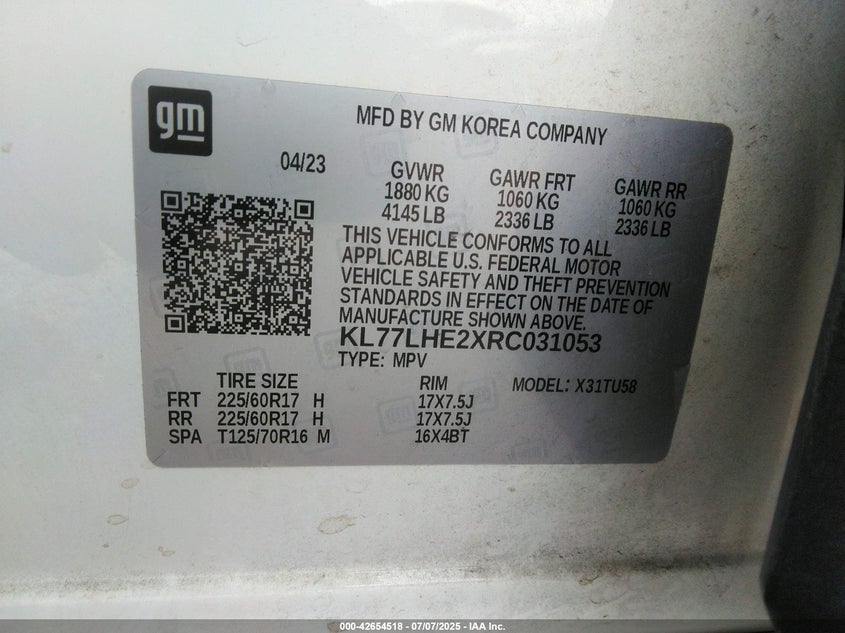 gm
MFD BY GM KOREA COMPANY
04/23
GVWR GAWR FRT GAWR RR
1880 KG 1060 KG 1060 KG
4145 LB 2336 LB 2336 LB
THIS VEHICLE CONFORMS TO ALL
APPLICABLE U.S. FEDERAL MOTOR
VEHICLE SAFETY AND THEFT PREVENTION
STANDARDS IN EFFECT ON THE DATE OF
MANUFACTURE SHOWN ABOVE.
KL77LHE2XRC031053
TYPE: MPV
TIRE SIZE RIM MODEL: X31TU58
FRT 225/60R17 H 17X7.5J
RR 225/60R17 H 17X7.5J
SPA T125/70R16 M 16X4BT
000-42654518 - 07/07/2025 - IAA Inc.